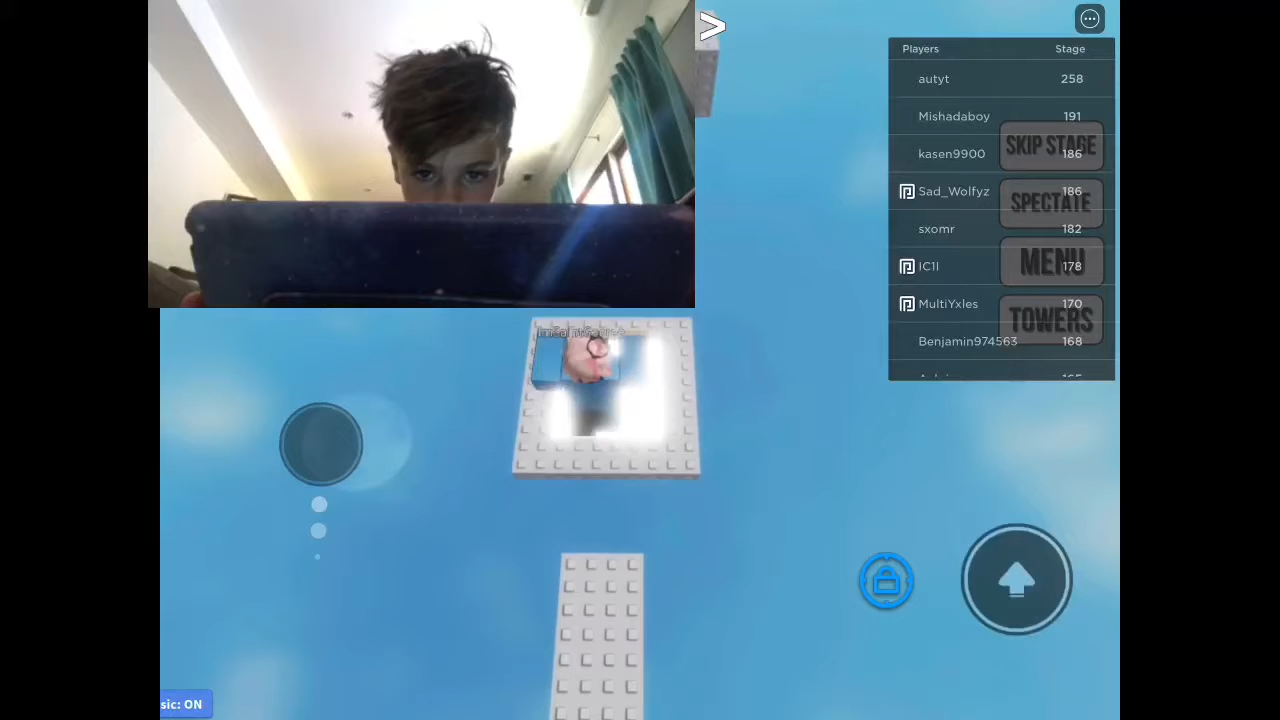 >
Players Stage
autyt 258
Mishadaboy 191
SKIP STAGE
kasen9900 186
Sad_Wolfyz 186
SPECTATE
sxomr 182
MENU
IC1I 178
MultiYxles 170
TOWERS
Benjamin974563 168
sic: ON